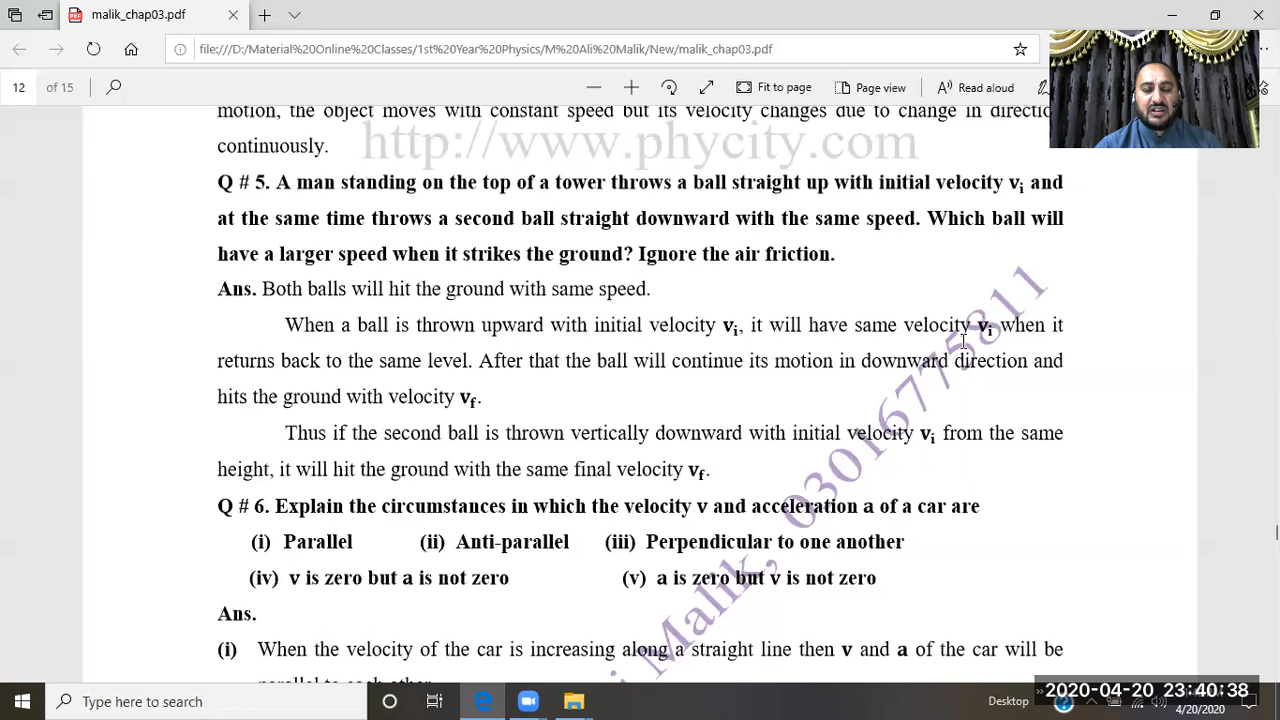 malik_chap03.pdf
file:///D:/Material%20Online%20Classes/1st%20Year%20Physics/M%20Ali%20Malik/New/malik_chap03.pdf
12 of 15
Fit to page
Page view
Read aloud
motion, the object moves with constant speed but its velocity changes due to change in directio
continuously.
http://www.phycity.com
Q # 5. A man standing on the top of a tower throws a ball straight up with initial velocity vi and
at the same time throws a second ball straight downward with the same speed. Which ball will
have a larger speed when it strikes the ground? Ignore the air friction.
Ans. Both balls will hit the ground with same speed.
When a ball is thrown upward with initial velocity vi, it will have same velocity vi when it
returns back to the same level. After that the ball will continue its motion in downward direction and
hits the ground with velocity vf.
Thus if the second ball is thrown vertically downward with initial velocity vi from the same
height, it will hit the ground with the same final velocity vf.
Q # 6. Explain the circumstances in which the velocity v and acceleration a of a car are
(i) Parallel (ii) Anti-parallel (iii) Perpendicular to one another
(iv) v is zero but a is not zero (v) a is zero but v is not zero
Ans.
(i) When the velocity of the car is increasing along a straight line then v and a of the car will be
i Malik, 03016775811
Type here to search
Desktop
2020-04-20 23:40:38
4/20/2020